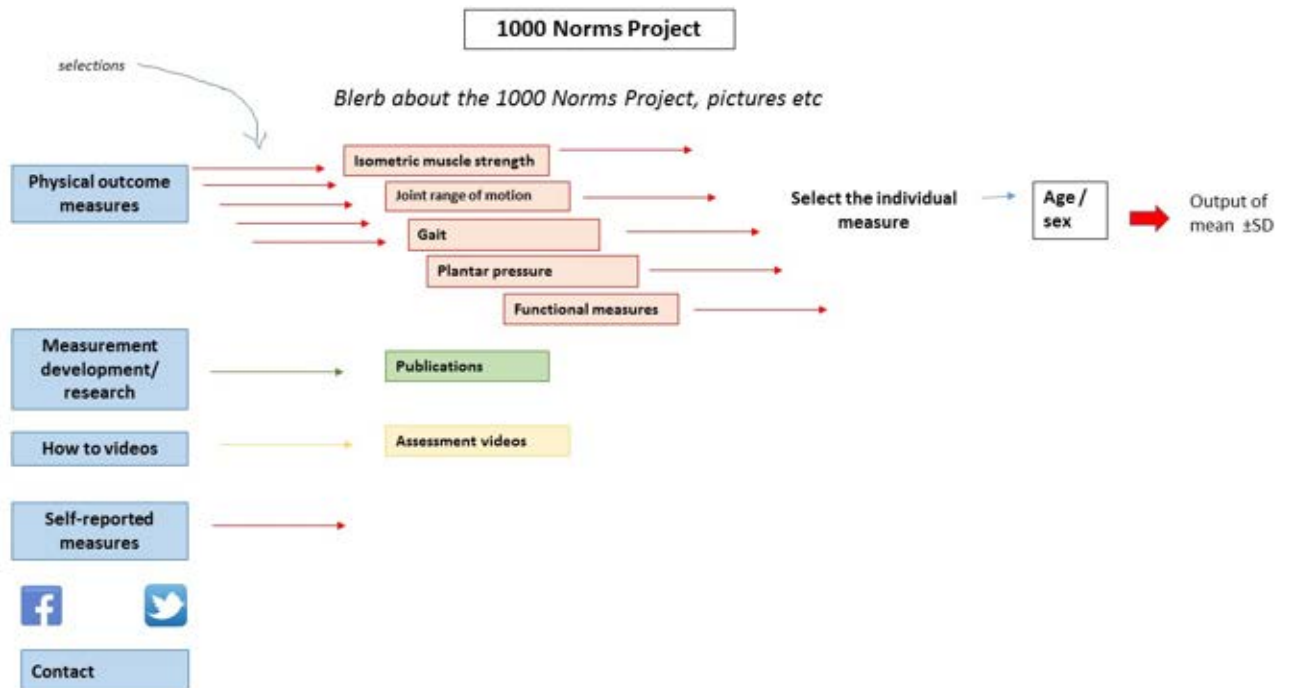 1000 Norms Project
selections
Blerb about the 1000 Norms Project, pictures etc
Physical outcome
measures
Isometric muscle strength
Joint range of motion
Gait
Plantar pressure
Functional measures
Select the individual
measure
Age /
sex
Output of
mean ±SD
Measurement
development/
research
Publications
How to videos
Assessment videos
Self-reported
measures
Contact